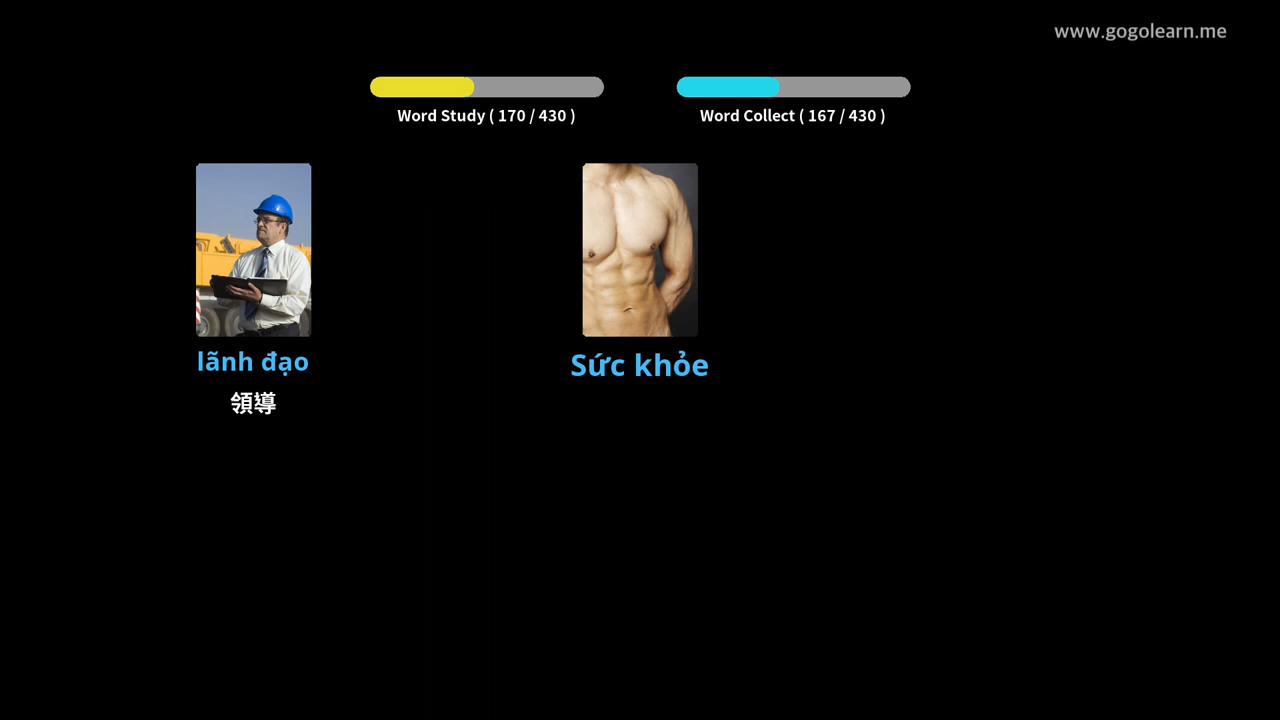 www.gogolearn.me
Word Study ( 170 / 430 )
Word Collect ( 167 / 430 )
lãnh đạo
領導
Sức khỏe